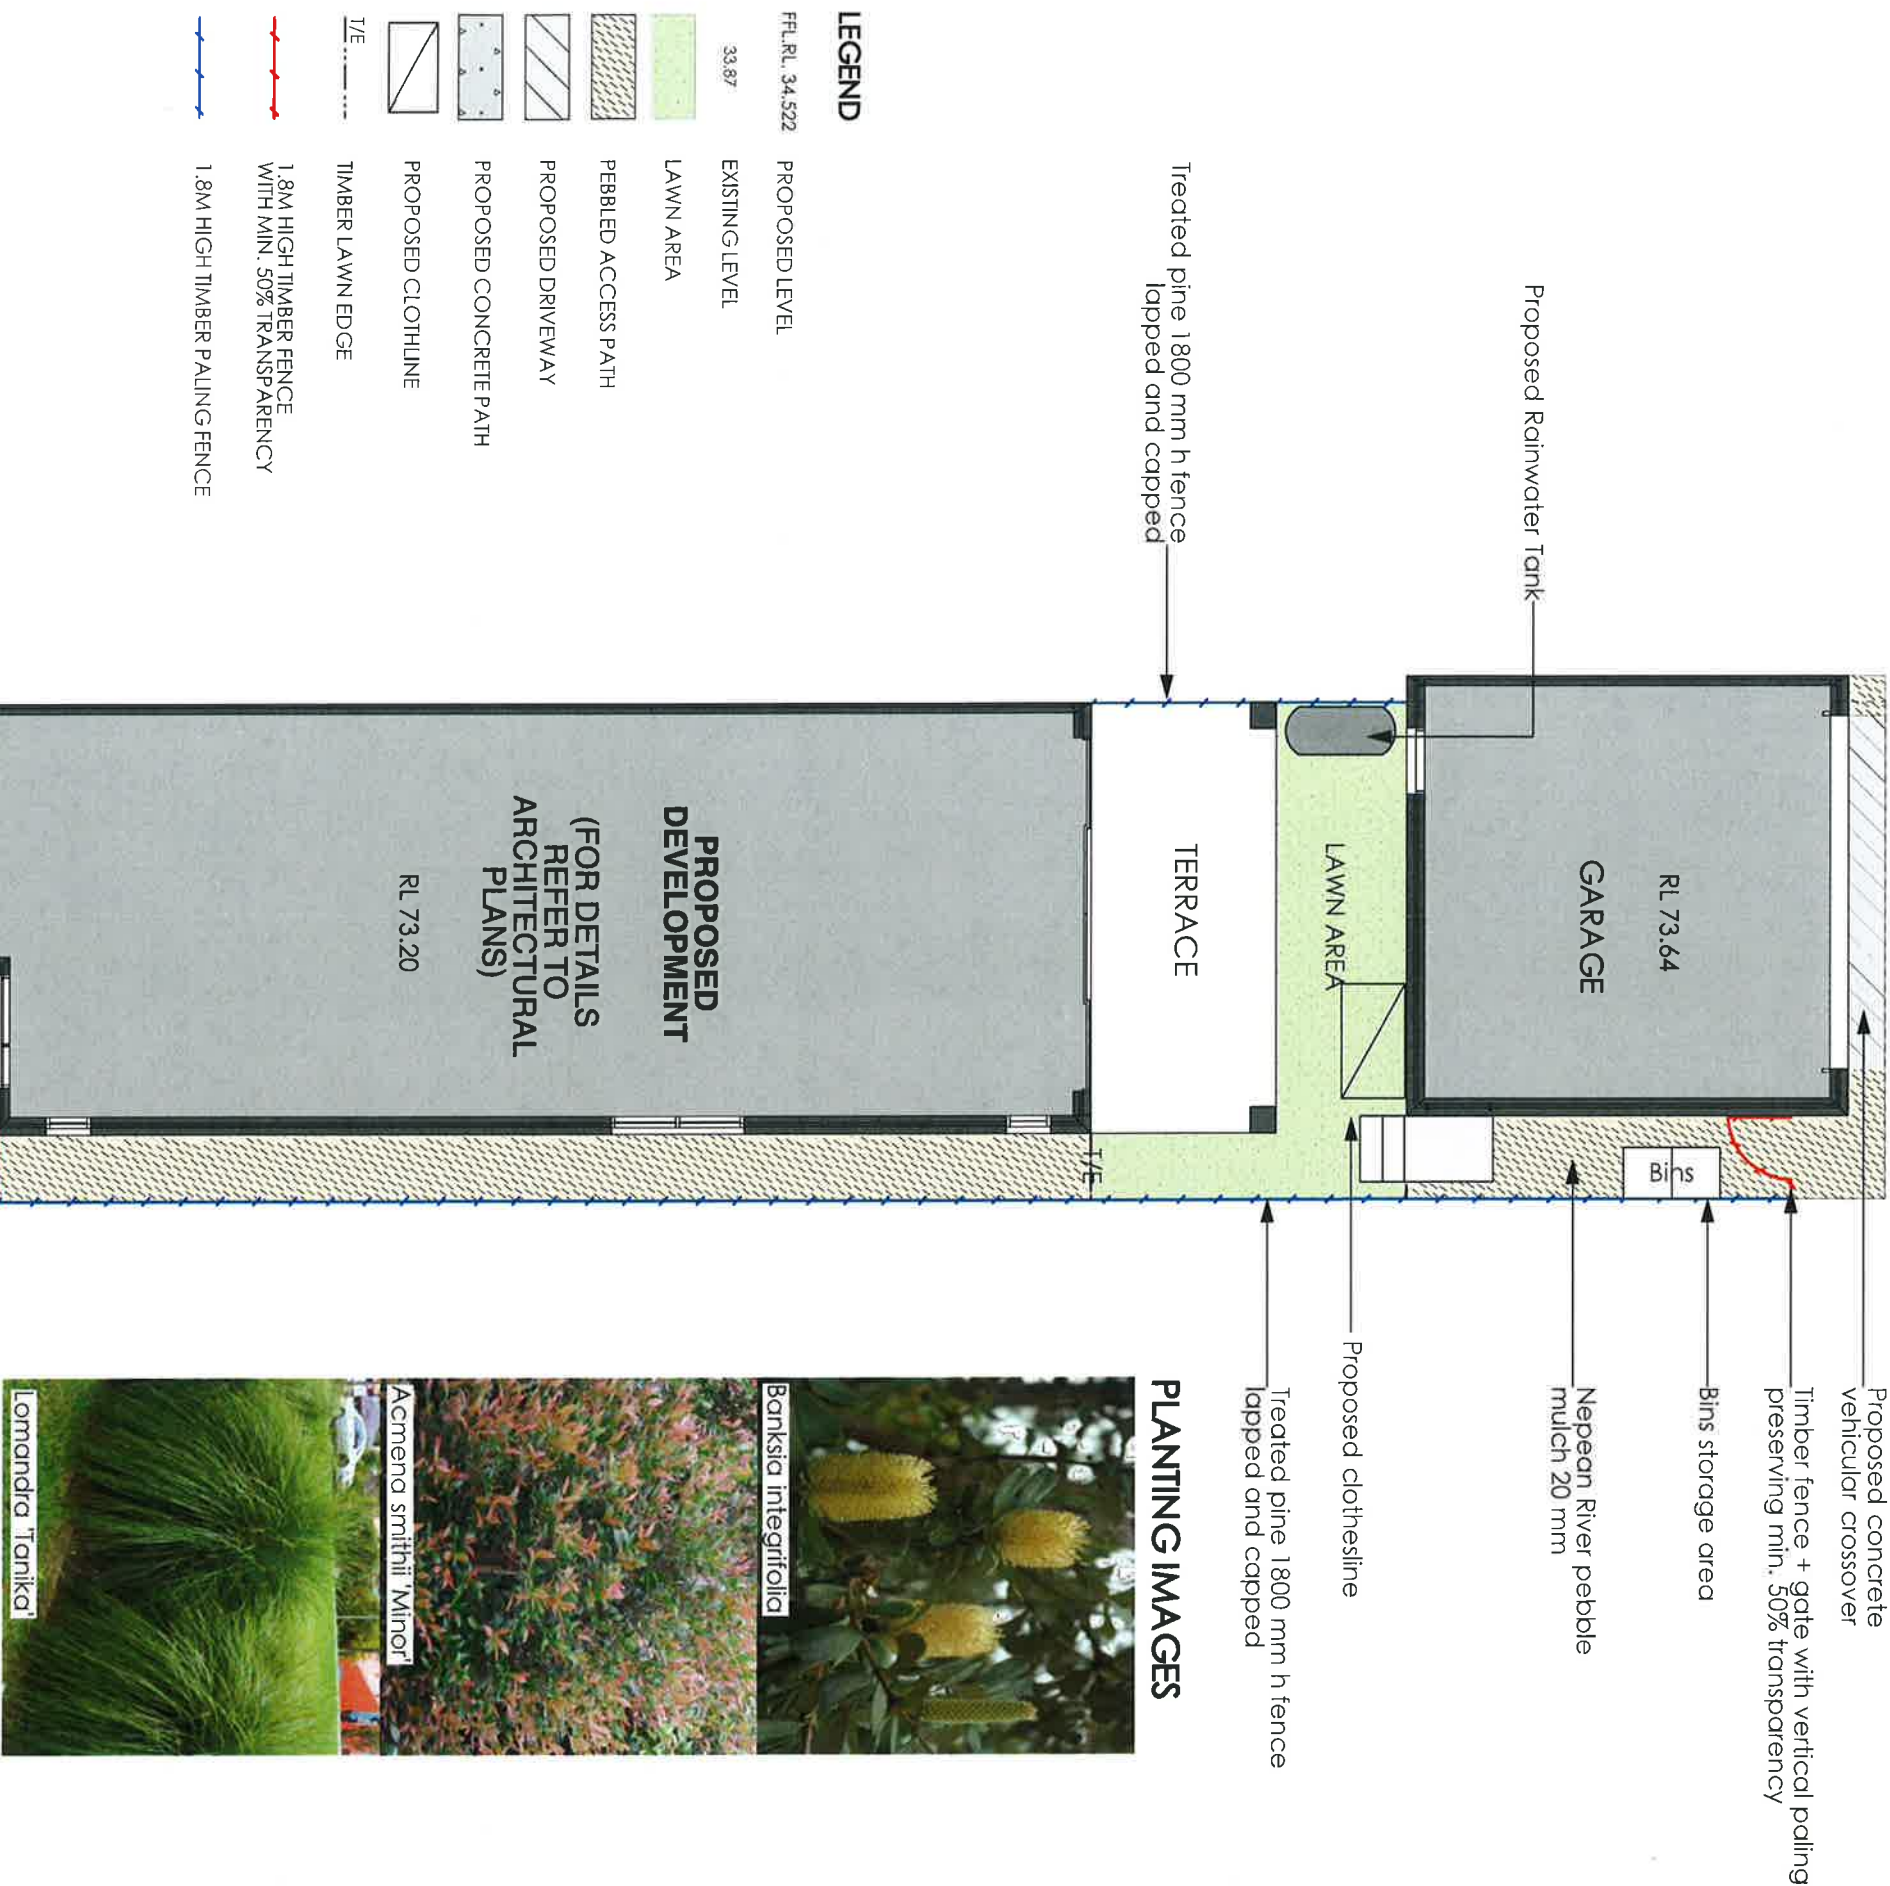 LEGEND
FFL.RL. 34.522 PROPOSED LEVEL
33.87 EXISTING LEVEL
LAWN AREA
PEBBLED ACCESS PATH
PROPOSED DRIVEWAY
PROPOSED CONCRETE PATH
PROPOSED CLOTHLINE
T/E TIMBER LAWN EDGE
1.8M HIGH TIMBER FENCE
WITH MIN. 50% TRANSPARENCY
1.8M HIGH TIMBER PALING FENCE
Proposed Rainwater Tank
Treated pine 1800 mm h fence
lapped and capped
RL 73.64
GARAGE
LAWN AREA
TERRACE
PROPOSED
DEVELOPMENT
(FOR DETAILS
REFER TO
ARCHITECTURAL
PLANS)
RL 73.20
Bins
T/E
Proposed concrete
vehicular crossover
Timber fence + gate with vertical paling
preserving min. 50% transparency
Bins storage area
Nepean River pebble
mulch 20 mm
Proposed clothesline
Treated pine 1800 mm h fence
lapped and capped
PLANTING IMAGES
Banksia integrifolia
Acmena smithii 'Minor'
Lomandra 'Tanika'